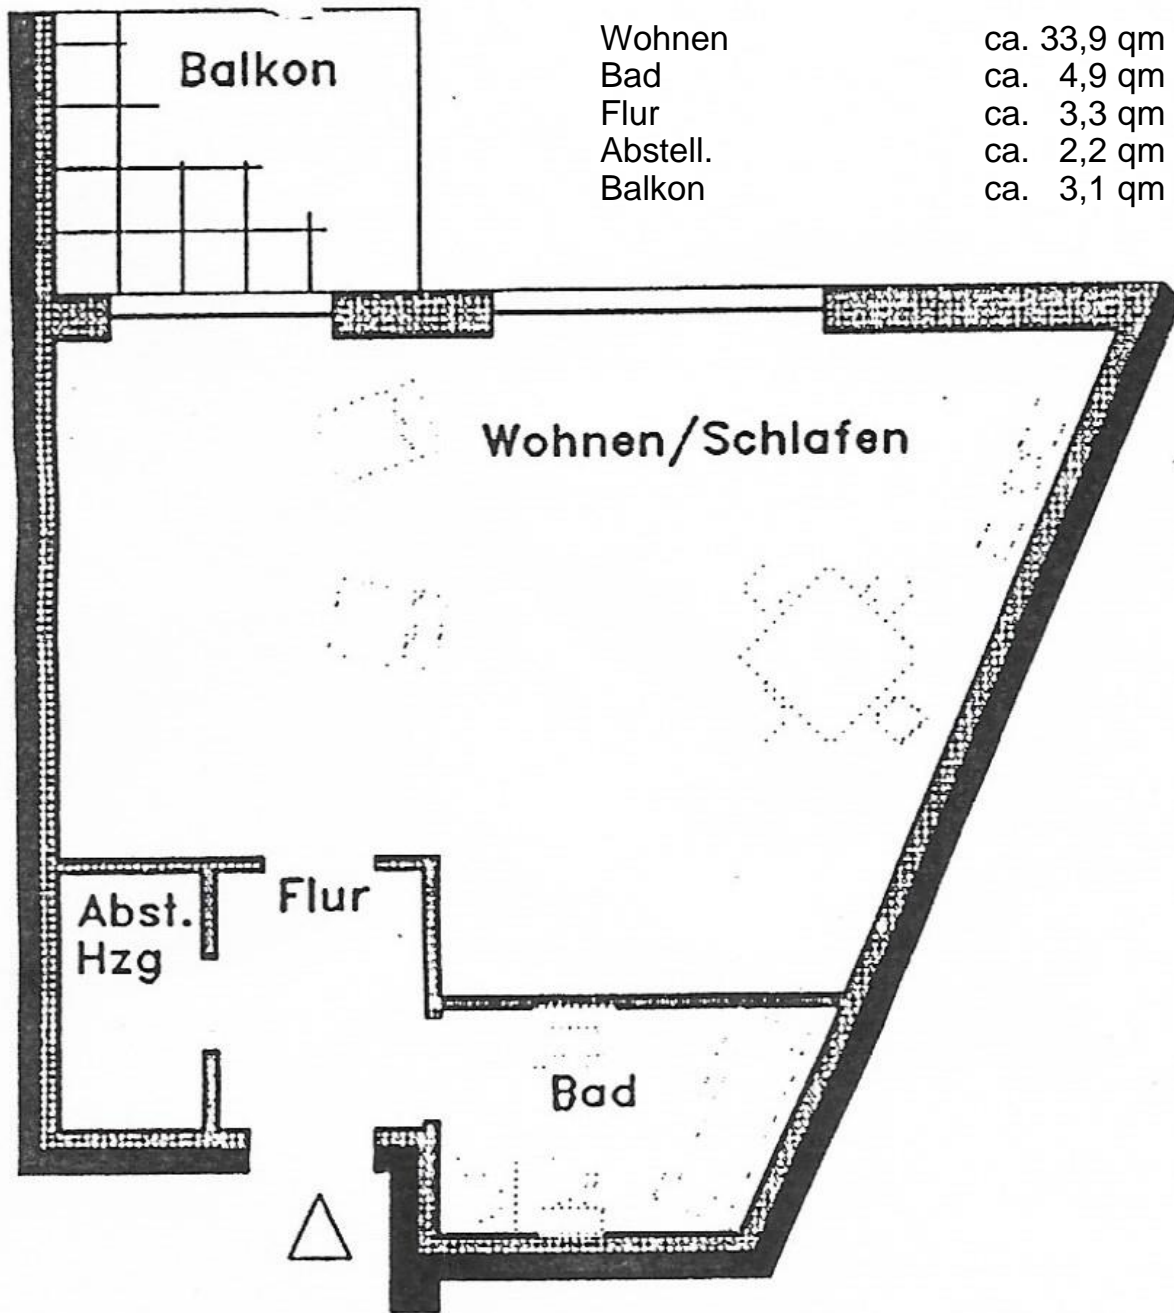 Wohnen ca. 33,9 qm
Bad ca. 4,9 qm
Flur ca. 3,3 qm
Abstell. ca. 2,2 qm
Balkon ca. 3,1 qm
Balkon
Wohnen/Schlafen
Flur
Abst.
Hzg
Bad